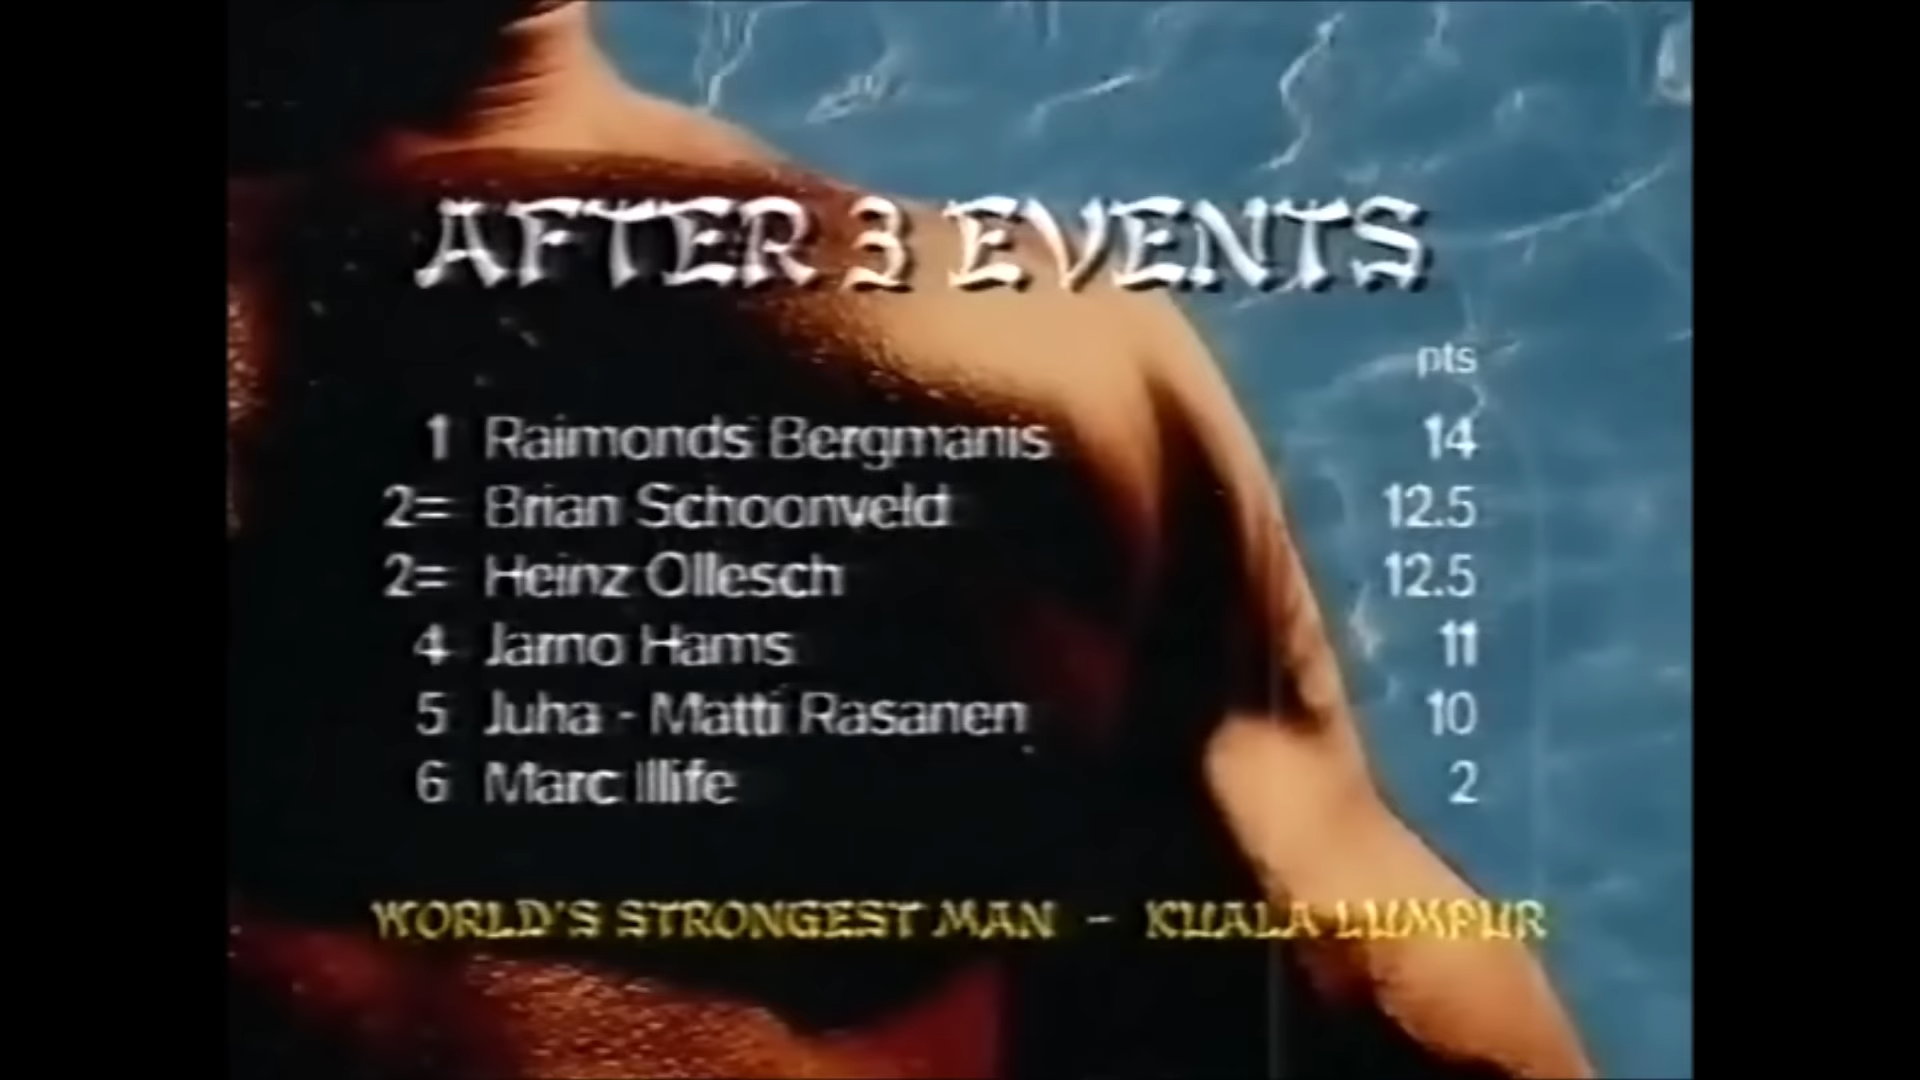 AFTER 3 EVENTS
pts
1 Raimonds Bergmanis 14
2= Brian Schoonveld 12.5
2= Heinz Ollesch 12.5
4 Jarno Hams 11
5 Juha - Matti Rasanen 10
6 Marc Illife 2
WORLD'S STRONGEST MAN - KUALA LUMPUR